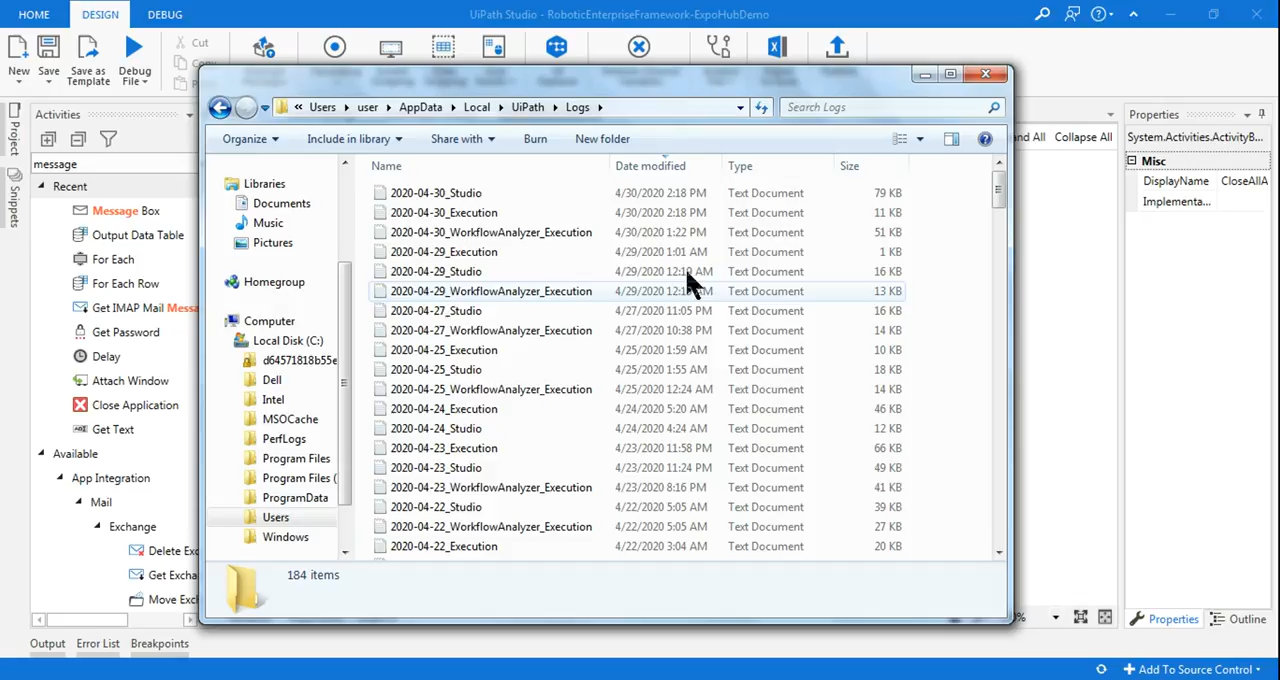 HOME DESIGN DEBUG UiPath Studio - RoboticEnterpriseFramework-ExpoHubDemo
New Save Save as Template Debug File
Cut
Activities
message
Recent
Message Box
Output Data Table
For Each
For Each Row
Get IMAP Mail Messa
Get Password
Delay
Attach Window
Close Application
Get Text
Available
App Integration
Mail
Exchange
Delete Exc
Get Excha
Move Exc
Output Error List Breakpoints
Project
Snippets
« Users user AppData Local UiPath Logs Search Logs
Organize Include in library Share with Burn New folder
Libraries
Documents
Music
Pictures
Homegroup
Computer
Local Disk (C:)
d64571818b55e
Dell
Intel
MSOCache
PerfLogs
Program Files
Program Files (
ProgramData
Users
Windows
Name Date modified Type Size
2020-04-30_Studio 4/30/2020 2:18 PM Text Document 79 KB
2020-04-30_Execution 4/30/2020 2:18 PM Text Document 11 KB
2020-04-30_WorkflowAnalyzer_Execution 4/30/2020 1:22 PM Text Document 51 KB
2020-04-29_Execution 4/29/2020 1:01 AM Text Document 1 KB
2020-04-29_Studio 4/29/2020 AM Text Document 16 KB
2020-04-29_WorkflowAnalyzer_Execution 4/29/2020 Text Document 13 KB
2020-04-27_Studio 4/27/2020 11:05 PM Text Document 16 KB
2020-04-27_WorkflowAnalyzer_Execution 4/27/2020 10:38 PM Text Document 14 KB
2020-04-25_Execution 4/25/2020 1:59 AM Text Document 10 KB
2020-04-25_Studio 4/25/2020 1:55 AM Text Document 18 KB
2020-04-25_WorkflowAnalyzer_Execution 4/25/2020 12:24 AM Text Document 14 KB
2020-04-24_Execution 4/24/2020 5:20 AM Text Document 46 KB
2020-04-24_Studio 4/24/2020 4:24 AM Text Document 12 KB
2020-04-23_Execution 4/23/2020 11:58 PM Text Document 66 KB
2020-04-23_Studio 4/23/2020 11:24 PM Text Document 49 KB
2020-04-23_WorkflowAnalyzer_Execution 4/23/2020 8:16 PM Text Document 41 KB
2020-04-22_Studio 4/22/2020 5:05 AM Text Document 39 KB
2020-04-22_WorkflowAnalyzer_Execution 4/22/2020 5:05 AM Text Document 27 KB
2020-04-22_Execution 4/22/2020 3:04 AM Text Document 20 KB
184 items
and All Collapse All
Properties
System.Activities.ActivityB...
Misc
DisplayName CloseAllA
Implementa...
Properties Outline
Add To Source Control